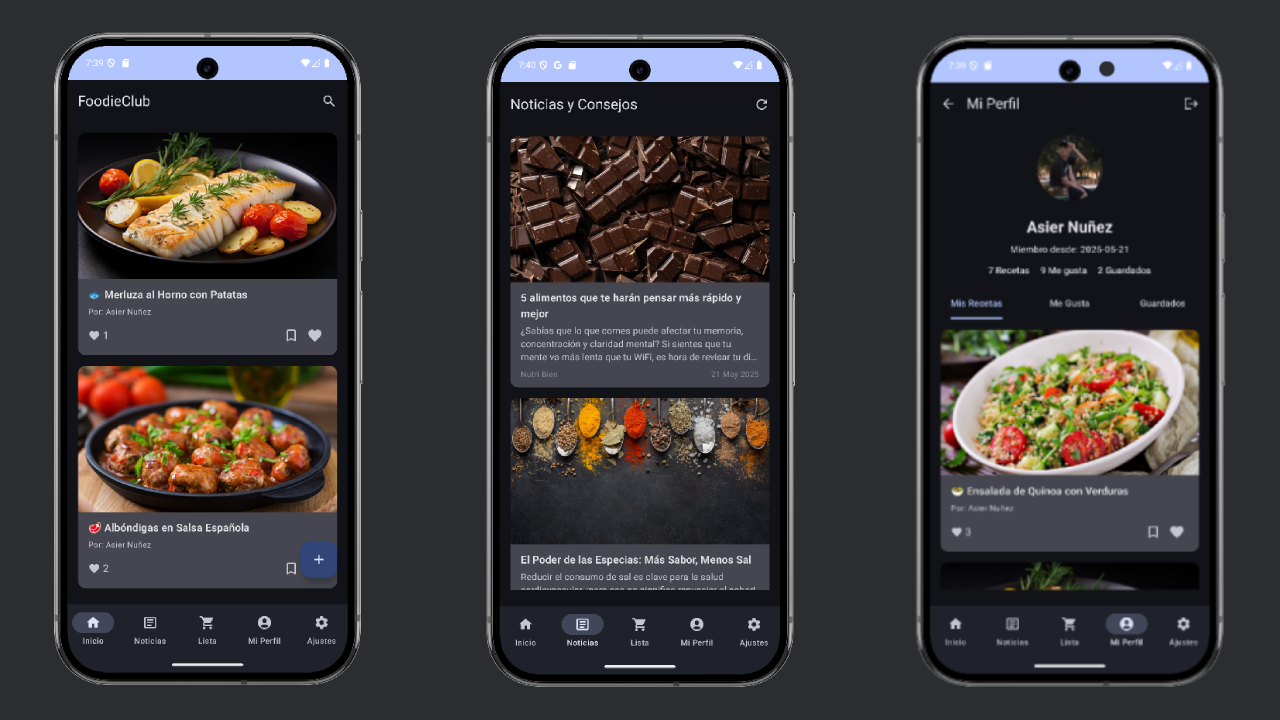 7:39
FoodieClub
Merluza al Horno con Patatas
Por: Asier Nuñez
1
Albóndigas en Salsa Española
Por: Asier Nuñez
2
+
Inicio Noticias Lista Mi Perfil Ajustes
7:40 G
Noticias y Consejos
5 alimentos que te harán pensar más rápido y
mejor
¿Sabías que lo que comes puede afectar tu memoria,
concentración y claridad mental? Si sientes que tu
mente va más lenta que tu WiFi, es hora de revisar tu di...
Nutri Bien 21 May 2025
El Poder de las Especias: Más Sabor, Menos Sal
Reducir el consumo de sal es clave para la salud
Inicio Noticias Lista Mi Perfil Ajustes
7:39
Mi Perfil
Asier Nuñez
Miembro desde: 2025-05-21
7 Recetas 9 Me gusta 2 Guardados
Mis Recetas Me Gusta Guardados
Ensalada de Quinoa con Verduras
Por: Asier Nuñez
3
Inicio Noticias Lista Mi Perfil Ajustes